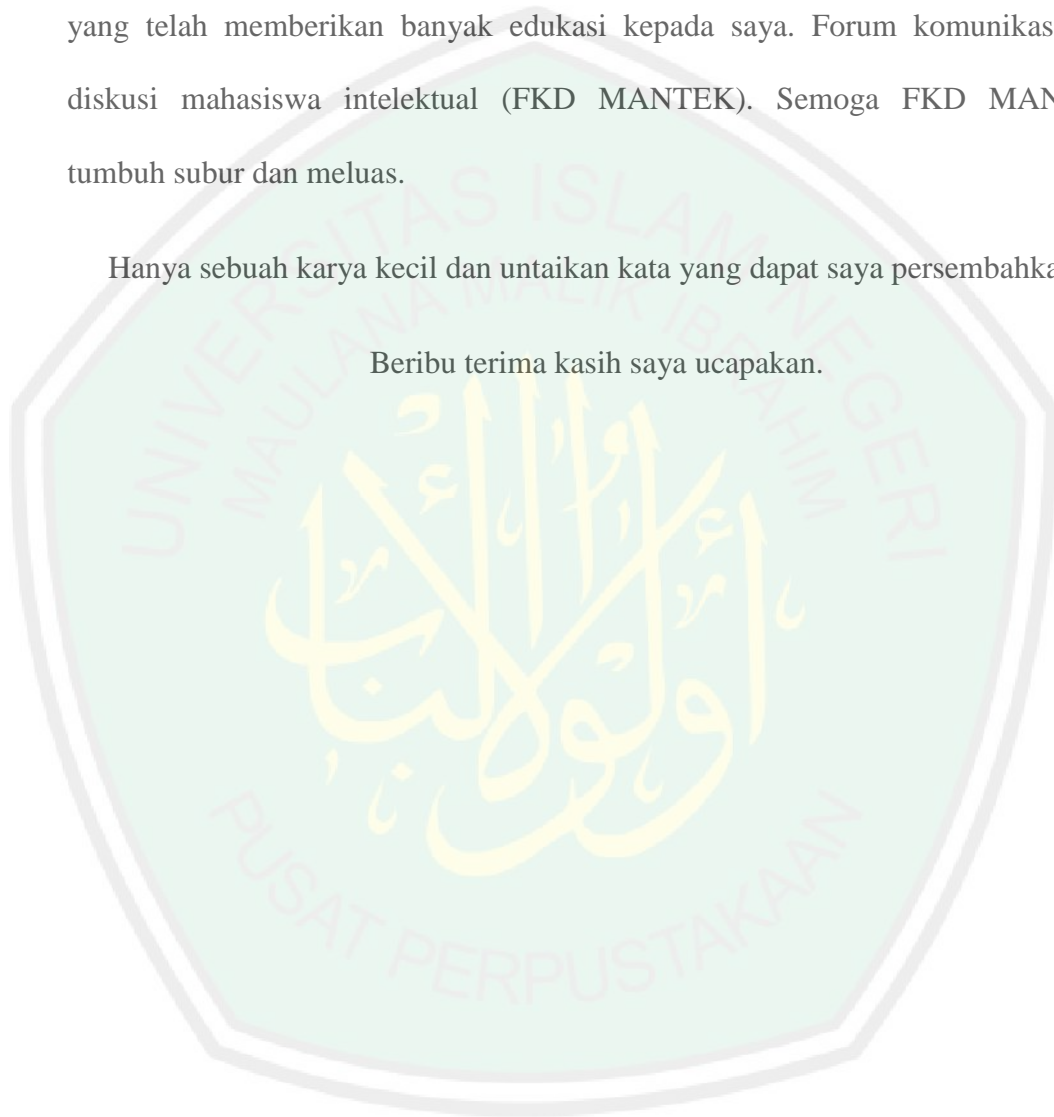 yang telah memberikan banyak edukasi kepada saya. Forum komunikas
diskusi mahasiswa intelektual (FKD MANTEK). Semoga FKD MAN
tumbuh subur dan meluas.
Hanya sebuah karya kecil dan untaikan kata yang dapat saya persembahka
Beribu terima kasih saya ucapakan.
UNIVERSITAS ISLAM NEGERI
MAULANA MALIK IBRAHIM
أولوا الألباب
PUSAT PERPUSTAKAAN